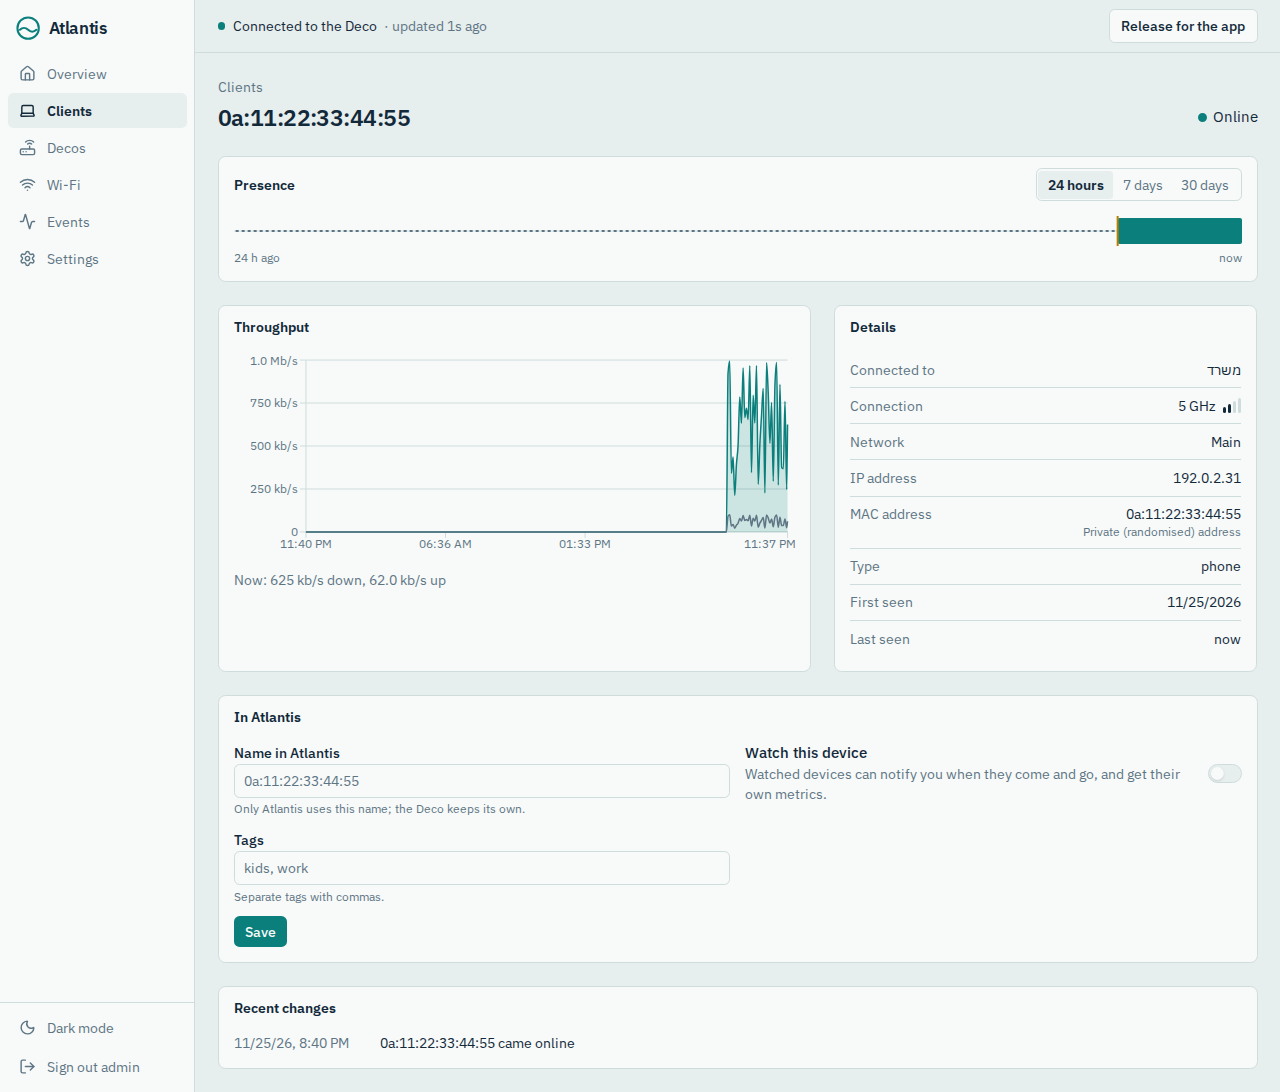 Atlantis
Overview
Clients
Decos
Wi-Fi
Events
Settings
Dark mode
Sign out admin
Connected to the Deco · updated 1s ago
Release for the app
Clients
0a:11:22:33:44:55
Online
Presence
24 hours
7 days
30 days
24 h ago
now
Throughput
1.0 Mb/s
750 kb/s
500 kb/s
250 kb/s
0
11:40 PM
06:36 AM
01:33 PM
11:37 PM
Now: 625 kb/s down, 62.0 kb/s up
Details
Connected to משרד
Connection 5 GHz
Network Main
IP address 192.0.2.31
MAC address 0a:11:22:33:44:55
Private (randomised) address
Type phone
First seen 11/25/2026
Last seen now
In Atlantis
Name in Atlantis
0a:11:22:33:44:55
Only Atlantis uses this name; the Deco keeps its own.
Tags
kids, work
Separate tags with commas.
Save
Watch this device
Watched devices can notify you when they come and go, and get their
own metrics.
Recent changes
11/25/26, 8:40 PM 0a:11:22:33:44:55 came online